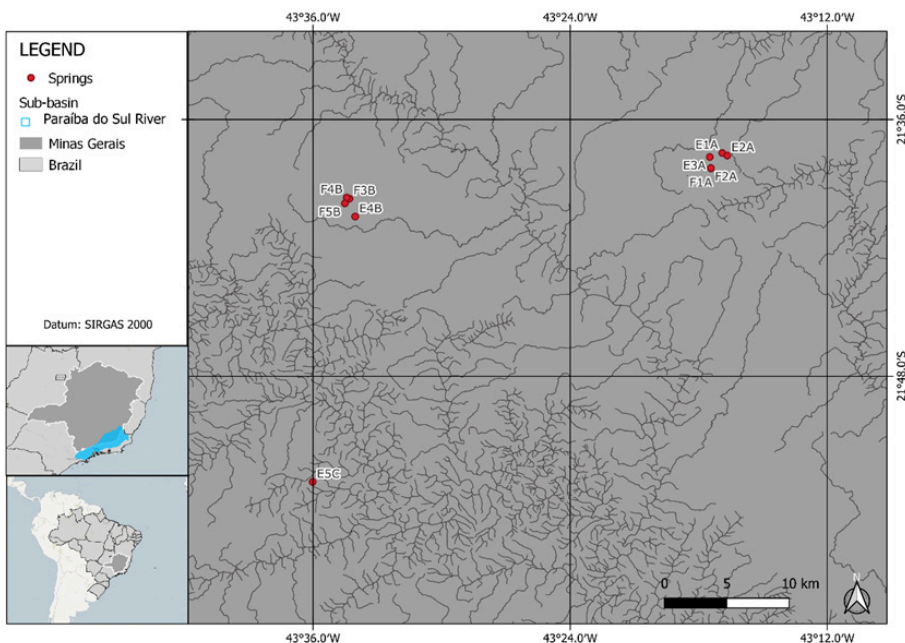 43°36.0'W 43°24.0'W 43°12.0'W
LEGEND
Springs
Sub-basin
Paraíba do Sul River
Minas Gerais
Brazil
Datum: SIRGAS 2000
21°36.0'S
E1A E2A
E3A
F1A F2A
F4B F3B
F5B E4B
21°48.0'S
E5C
N
0 5 10 km
43°36.0'W 43°24.0'W 43°12.0'W